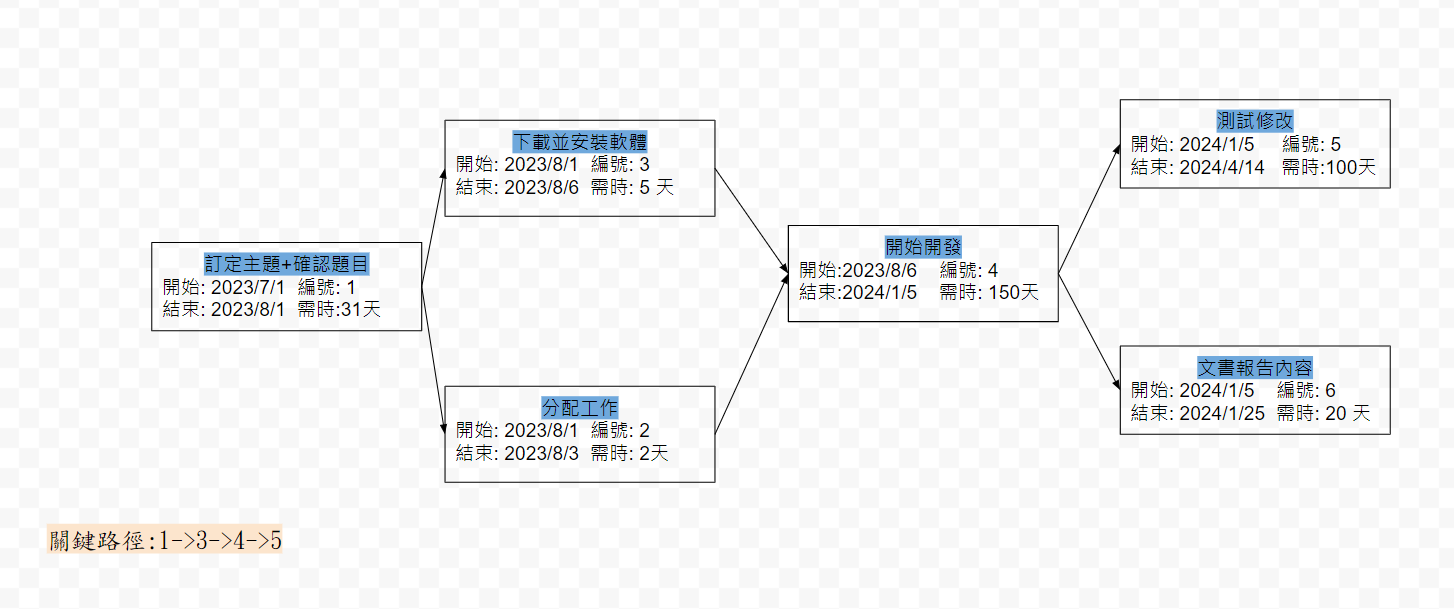 訂定主題+確認題目
開始: 2023/7/1 編號: 1
結束: 2023/8/1 需時:31天
下載並安裝軟體
開始: 2023/8/1 編號: 3
結束: 2023/8/6 需時: 5 天
分配工作
開始: 2023/8/1 編號: 2
結束: 2023/8/3 需時: 2天
開始開發
開始:2023/8/6 編號: 4
結束:2024/1/5 需時: 150天
測試修改
開始: 2024/1/5 編號: 5
結束: 2024/4/14 需時:100天
文書報告內容
開始: 2024/1/5 編號: 6
結束: 2024/1/25 需時: 20 天
關鍵路徑:1->3->4->5